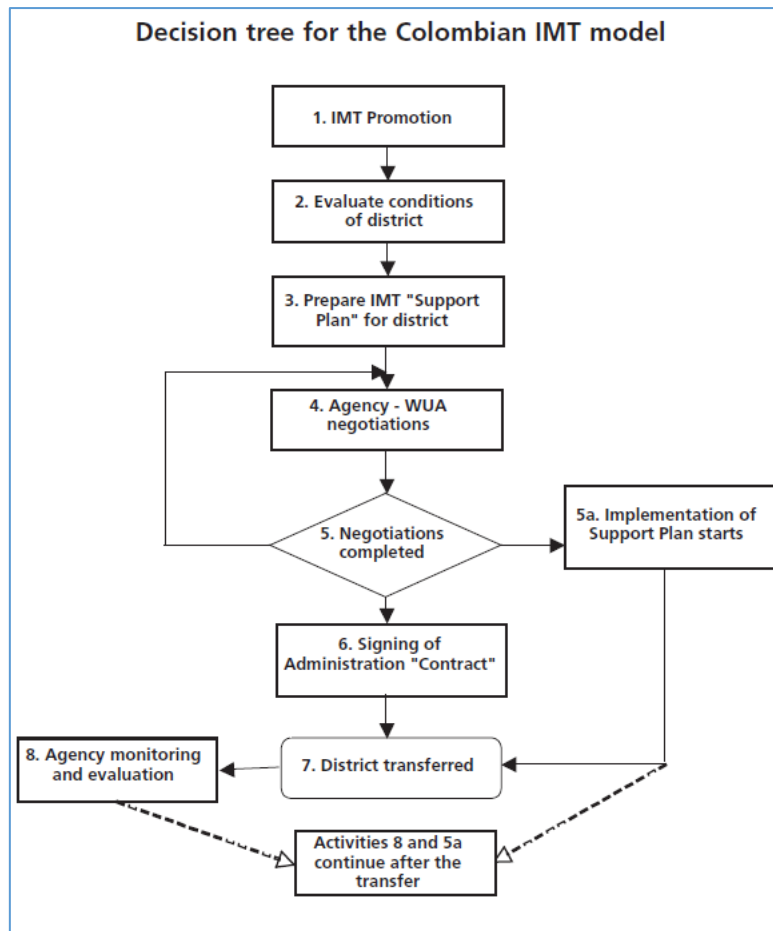 Decision tree for the Colombian IMT model
1. IMT Promotion
2. Evaluate conditions
of district
3. Prepare IMT "Support
Plan" for district
4. Agency - WUA
negotiations
5. Negotiations
completed
5a. Implementation of
Support Plan starts
6. Signing of
Administration "Contract"
7. District transferred
8. Agency monitoring
and evaluation
Activities 8 and 5a
continue after the
transfer